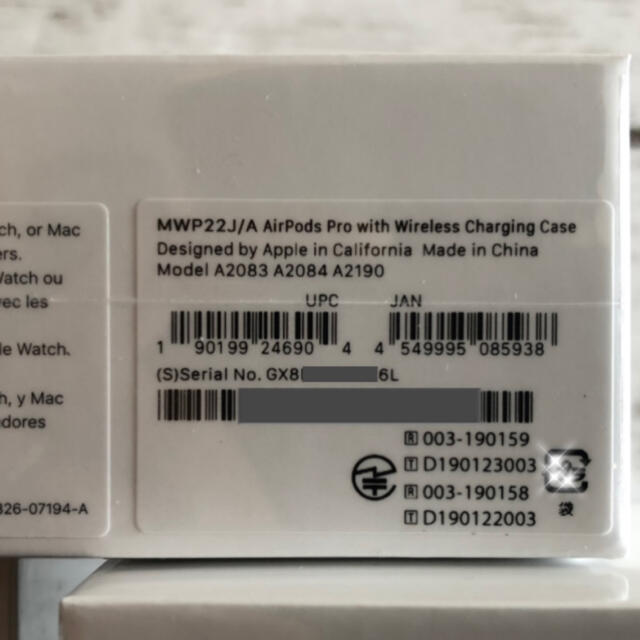 ch, or Mac
ers.
Watch ou
vec les
le Watch.
h, y Mac
dores
326-07194-A
MWP22J/A AirPods Pro with Wireless Charging Case
Designed by Apple in California Made in China
Model A2083 A2084 A2190
UPC JAN
1 90199 24690 4 4 549995 085938
(S)Serial No. GX8 6L
R 003-190159
T D190123003
R 003-190158
T D190122003
袋